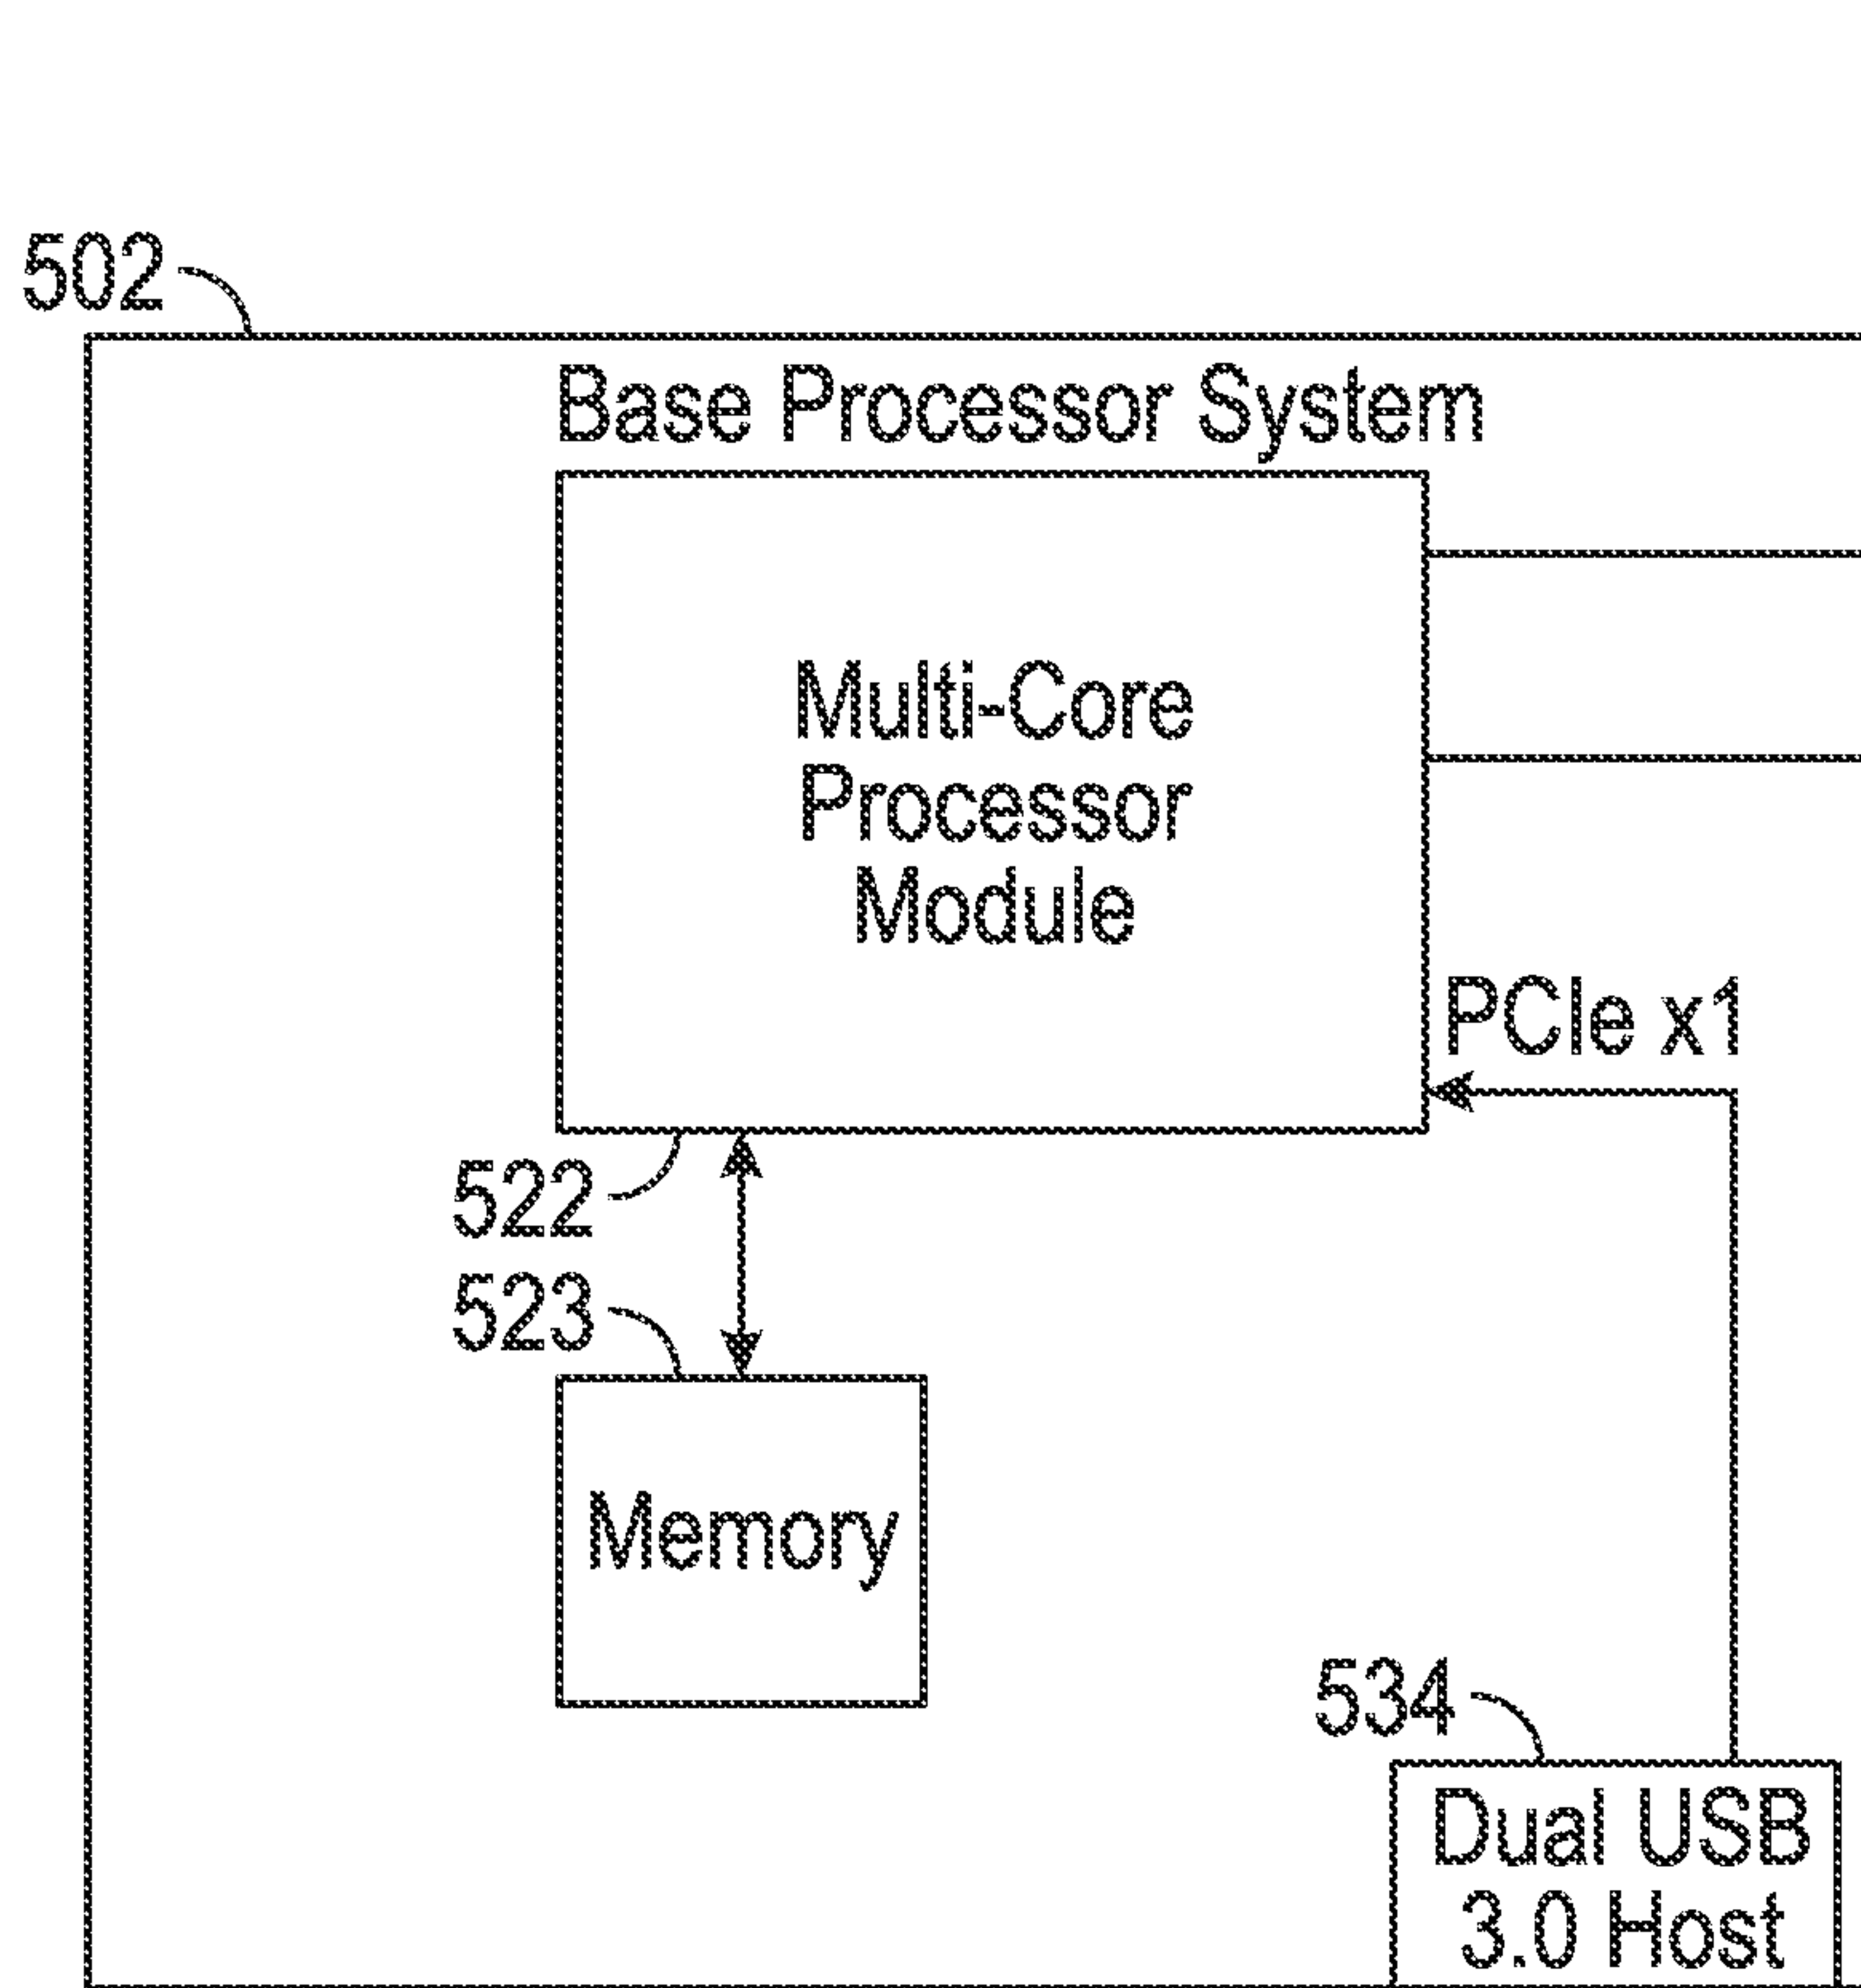 502
Base Processor System
Multi-Core
Processor
Module
PCIe x1
522
523
Memory
534
Dual USB
3.0 Host